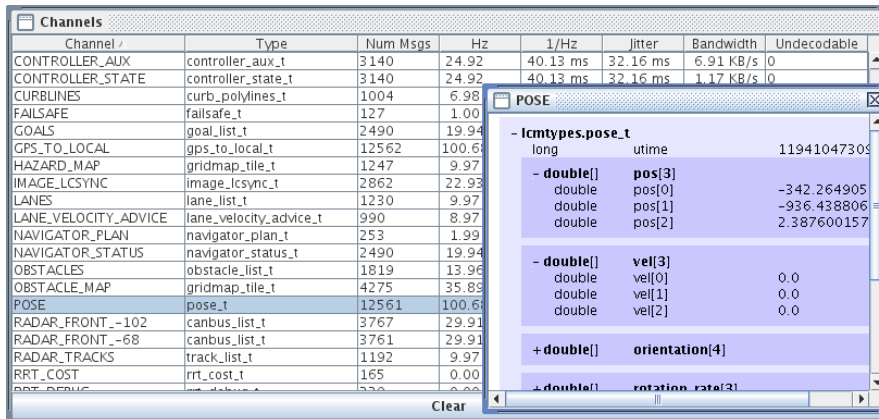 Channels
Channel Type Num Msgs Hz 1/Hz Jitter Bandwidth Undecodable
CONTROLLER_AUX controller_aux_t 3140 24.92 40.13 ms 32.16 ms 6.91 KB/s 0
CONTROLLER_STATE controller_state_t 3140 24.92 40.13 ms 32.16 ms 1.17 KB/s 0
CURBLINES curb_polylines_t 1004 6.98
FAILSAFE failsafe_t 127 1.00
GOALS goal_list_t 2490 19.94
GPS_TO_LOCAL gps_to_local_t 12562 100.68
HAZARD_MAP gridmap_tile_t 1247 9.97
IMAGE_LCSYNC image_lcsync_t 2862 22.93
LANES lane_list_t 1230 9.97
LANE_VELOCITY_ADVICE lane_velocity_advice_t 990 8.97
NAVIGATOR_PLAN navigator_plan_t 253 1.99
NAVIGATOR_STATUS navigator_status_t 2490 19.94
OBSTACLES obstacle_list_t 1819 13.96
OBSTACLE_MAP gridmap_tile_t 4275 35.89
POSE pose_t 12561 100.68
RADAR_FRONT_-102 canbus_list_t 3767 29.91
RADAR_FRONT_-68 canbus_list_t 3761 29.91
RADAR_TRACKS track_list_t 1192 9.97
RRT_COST rrt_cost_t 165 0.00
Clear
POSE
- lcmtypes.pose_t
long utime 11941047309
- double[] pos[3]
double pos[0] -342.264905
double pos[1] -936.438806
double pos[2] 2.387600157
- double[] vel[3]
double vel[0] 0.0
double vel[1] 0.0
double vel[2] 0.0
+ double[] orientation[4]
+ double[] rotation_rate[3]